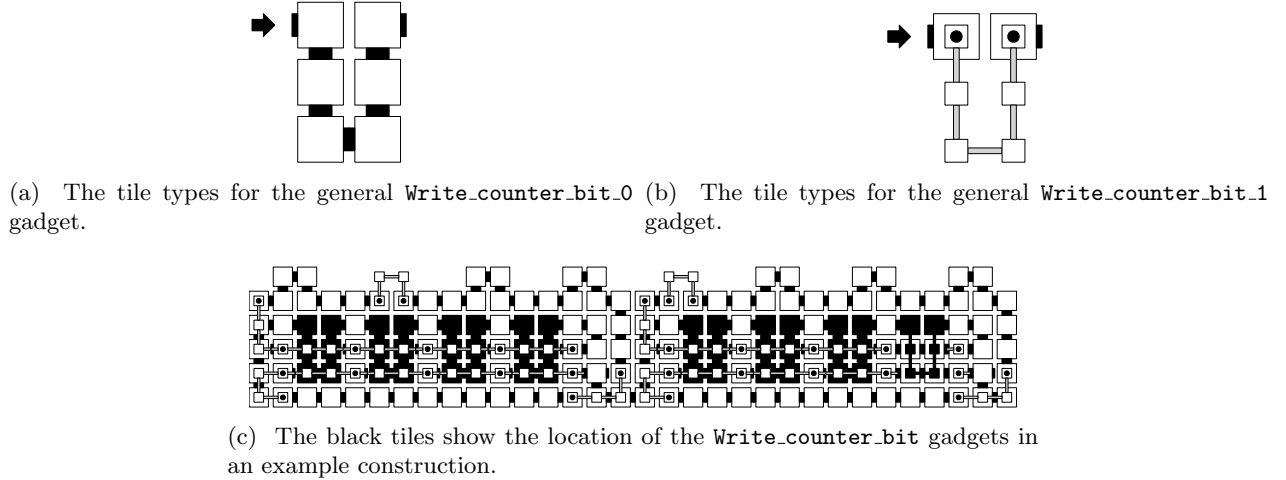 (a) The tile types for the general Write_counter_bit_0 gadget.
(b) The tile types for the general Write_counter_bit_1 gadget.
(c) The black tiles show the location of the Write_counter_bit gadgets in
an example construction.